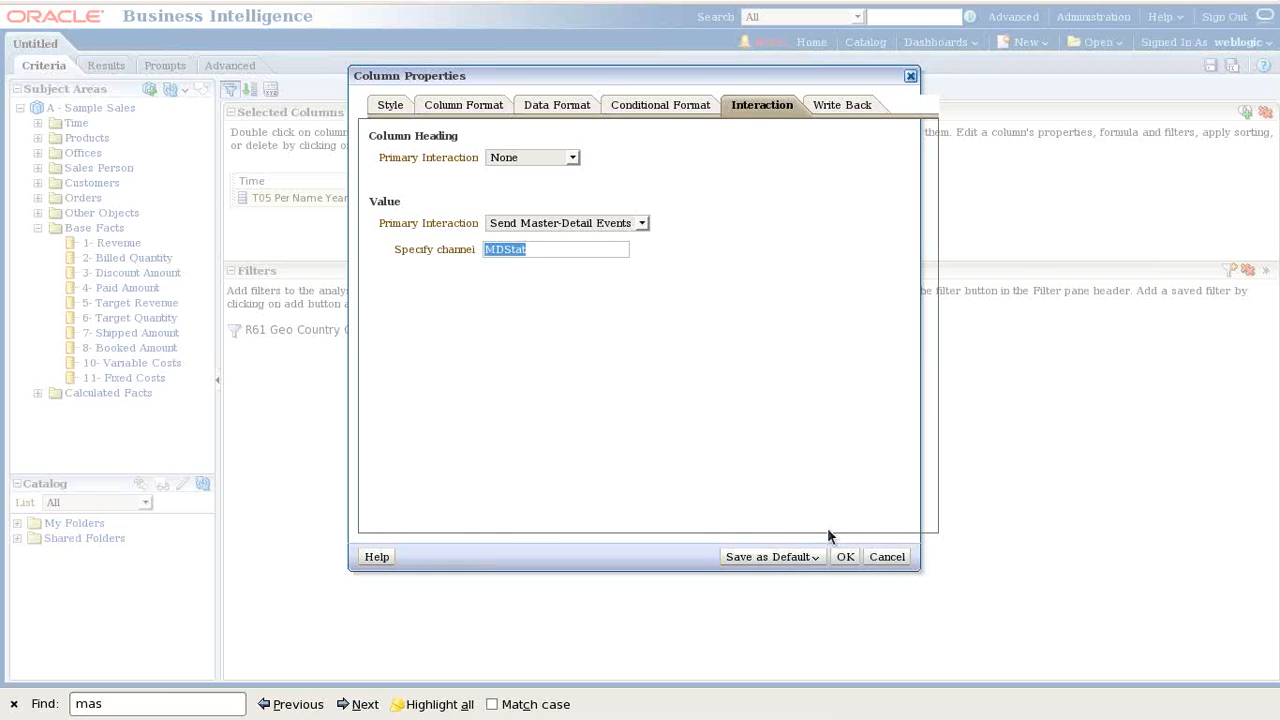 ORACLE® Business Intelligence
Search All Advanced Administration Help Sign Out
Untitled
Home Catalog Dashboards New Open Signed In As weblogic
Criteria Results Prompts Advanced
Subject Areas
A - Sample Sales
Time
Products
Offices
Sales Person
Customers
Orders
Other Objects
Base Facts
1- Revenue
2- Billed Quantity
3- Discount Amount
4- Paid Amount
5- Target Revenue
6- Target Quantity
7- Shipped Amount
8- Booked Amount
10- Variable Costs
11- Fixed Costs
Calculated Facts
Catalog
List All
My Folders
Shared Folders
Selected Columns
Double click on column
them. Edit a column's properties, formula and filters, apply sorting,
or delete by clicking
Time
T05 Per Name Year
Filters
Add filters to the
the filter button in the Filter pane header. Add a saved filter by
clicking on add button
R61 Geo Country
Column Properties
Style Column Format Data Format Conditional Format Interaction Write Back
Column Heading
Primary Interaction None
Value
Primary Interaction Send Master-Detail Events
Specify channel MDStat
Help Save as Default OK Cancel
× Find: mas Previous Next Highlight all Match case